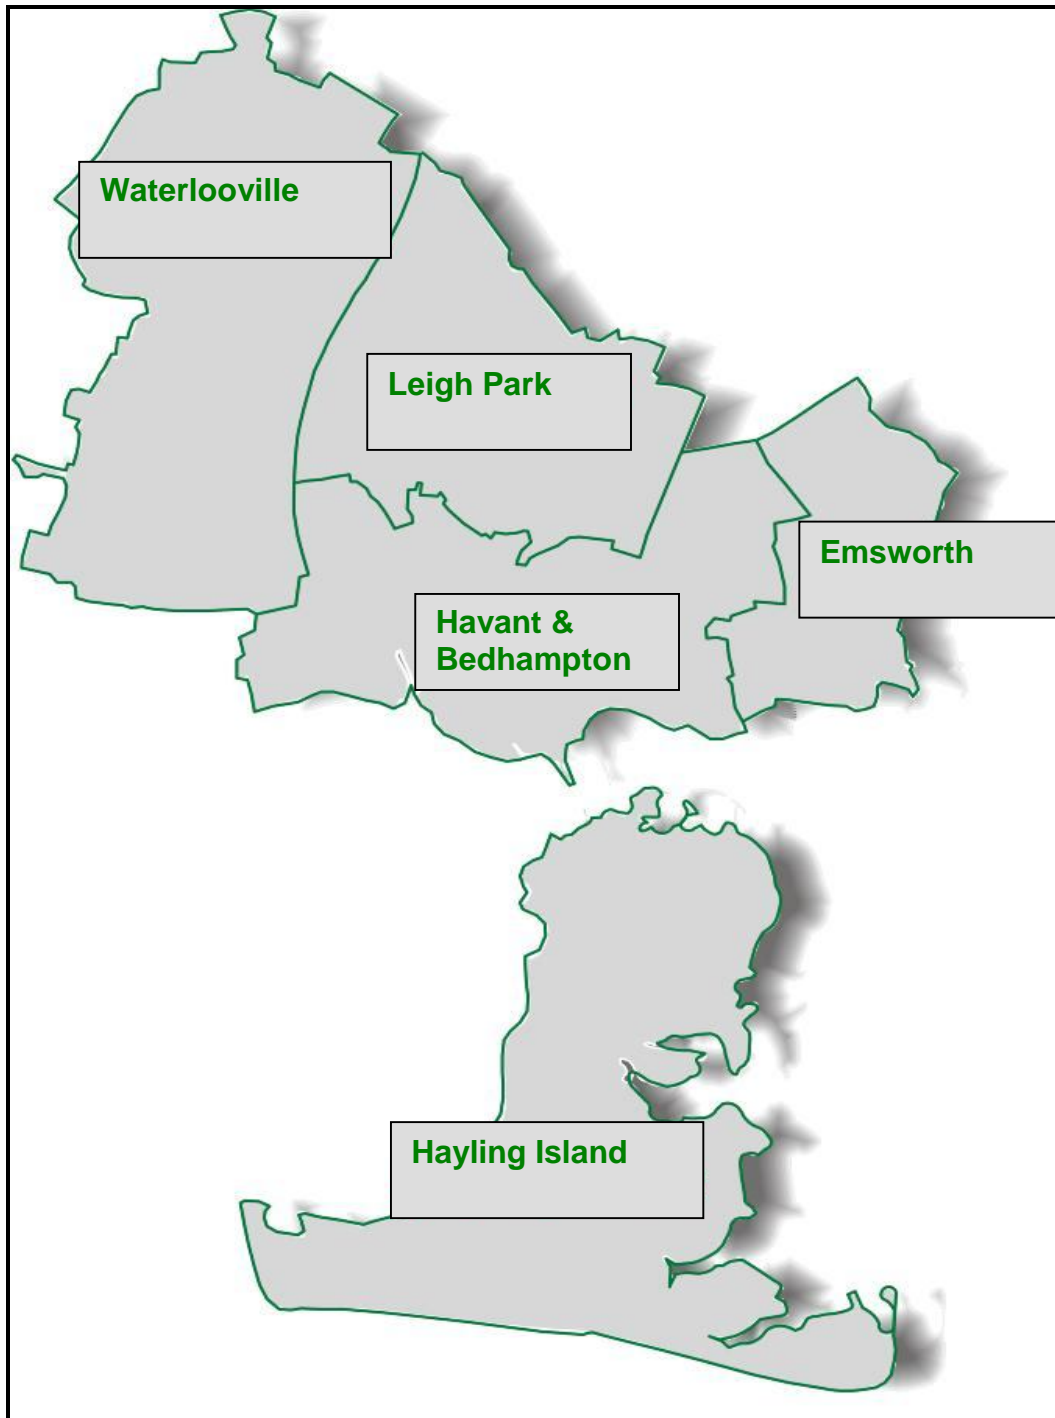 Waterlooville
Leigh Park
Emsworth
Havant &
Bedhampton
Hayling Island